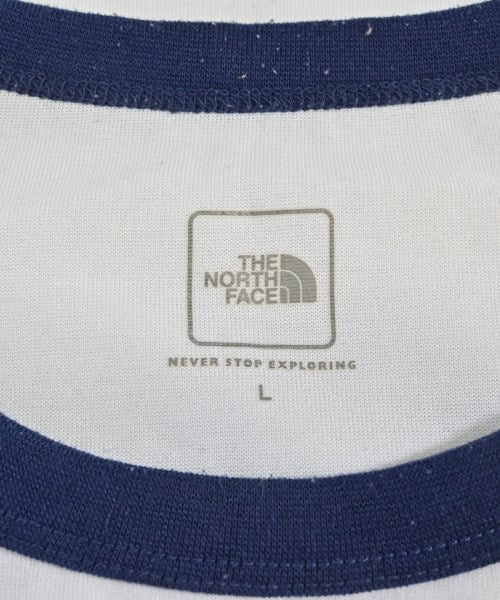 THE
NORTH
FACE
NEVER STOP EXPLORING
L